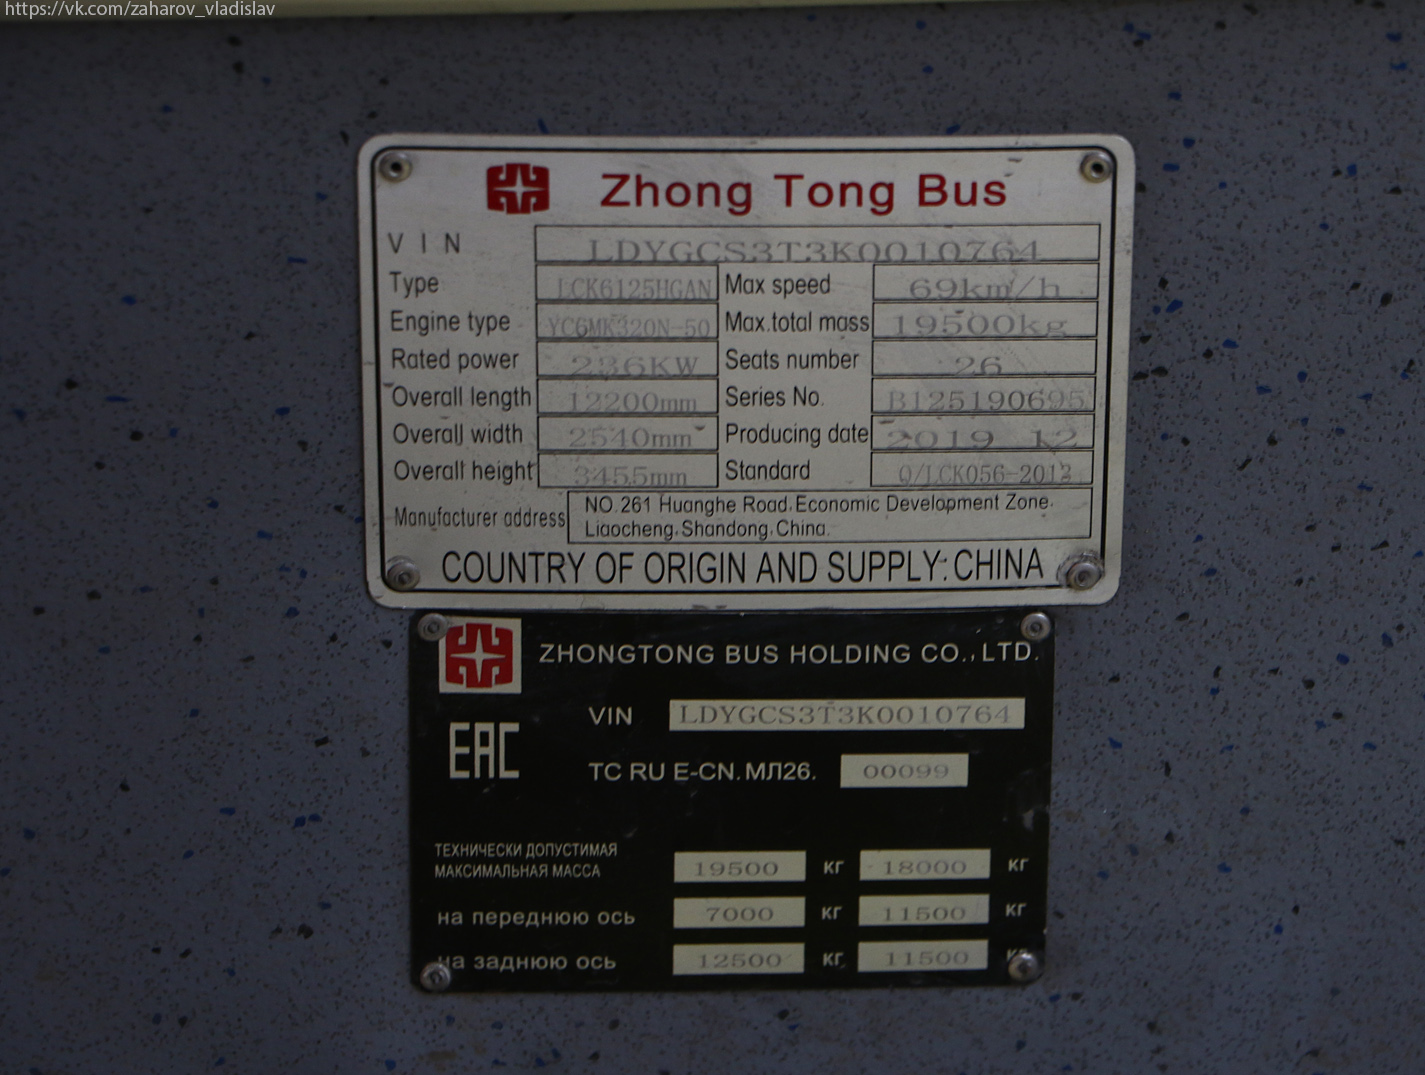 https://vk.com/zaharov_vladislav
Zhong Tong Bus
VIN LDYGCS3T3K0010764
Type LCK6125HGAN Max speed 69km/h
Engine type YC6MK320N-50 Max.total mass 19500kg
Rated power 236KW Seats number 26
Overall length 12200mm Series No. B125190695
Overall width 2540mm Producing date 2019 12
Overall height 3455mm Standard Q/LCK056-2013
Manufacturer address NO.261 Huanghe Road.Economic Development Zone.
Liaocheng.Shandong.China.
COUNTRY OF ORIGIN AND SUPPLY: CHINA
ZHONGTONG BUS HOLDING CO.,LTD.
VIN LDYGCS3T3K0010764
EAC
TC RU E-CN.МЛ26. 00099
ТЕХНИЧЕСКИ ДОПУСТИМАЯ
МАКСИМАЛЬНАЯ МАССА 19500 кг 18000 кг
на переднюю ось 7000 кг 11500 кг
на заднюю ось 12500 кг 11500 кг